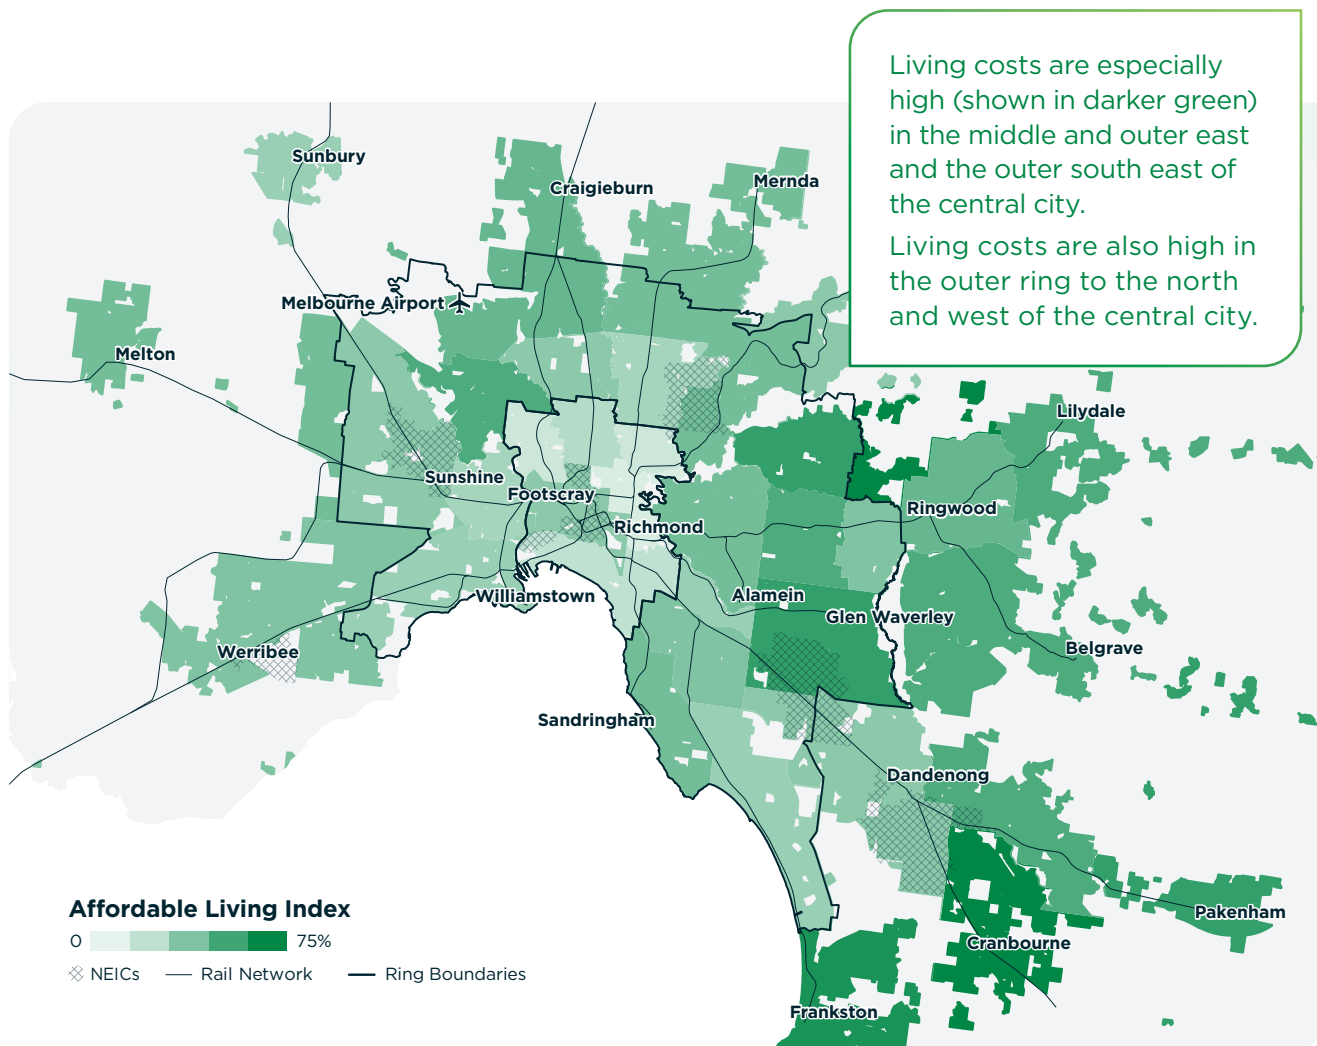 Living costs are especially
high (shown in darker green)
in the middle and outer east
and the outer south east of
the central city.
Living costs are also high in
the outer ring to the north
and west of the central city.
Sunbury
Craigieburn
Mernda
Melbourne Airport
Melton
Lilydale
Sunshine
Footscray
Ringwood
Richmond
Williamstown
Alamein
Glen Waverley
Werribee
Belgrave
Sandringham
Dandenong
Pakenham
Cranbourne
Frankston
Affordable Living Index
0 75%
NEICs Rail Network Ring Boundaries